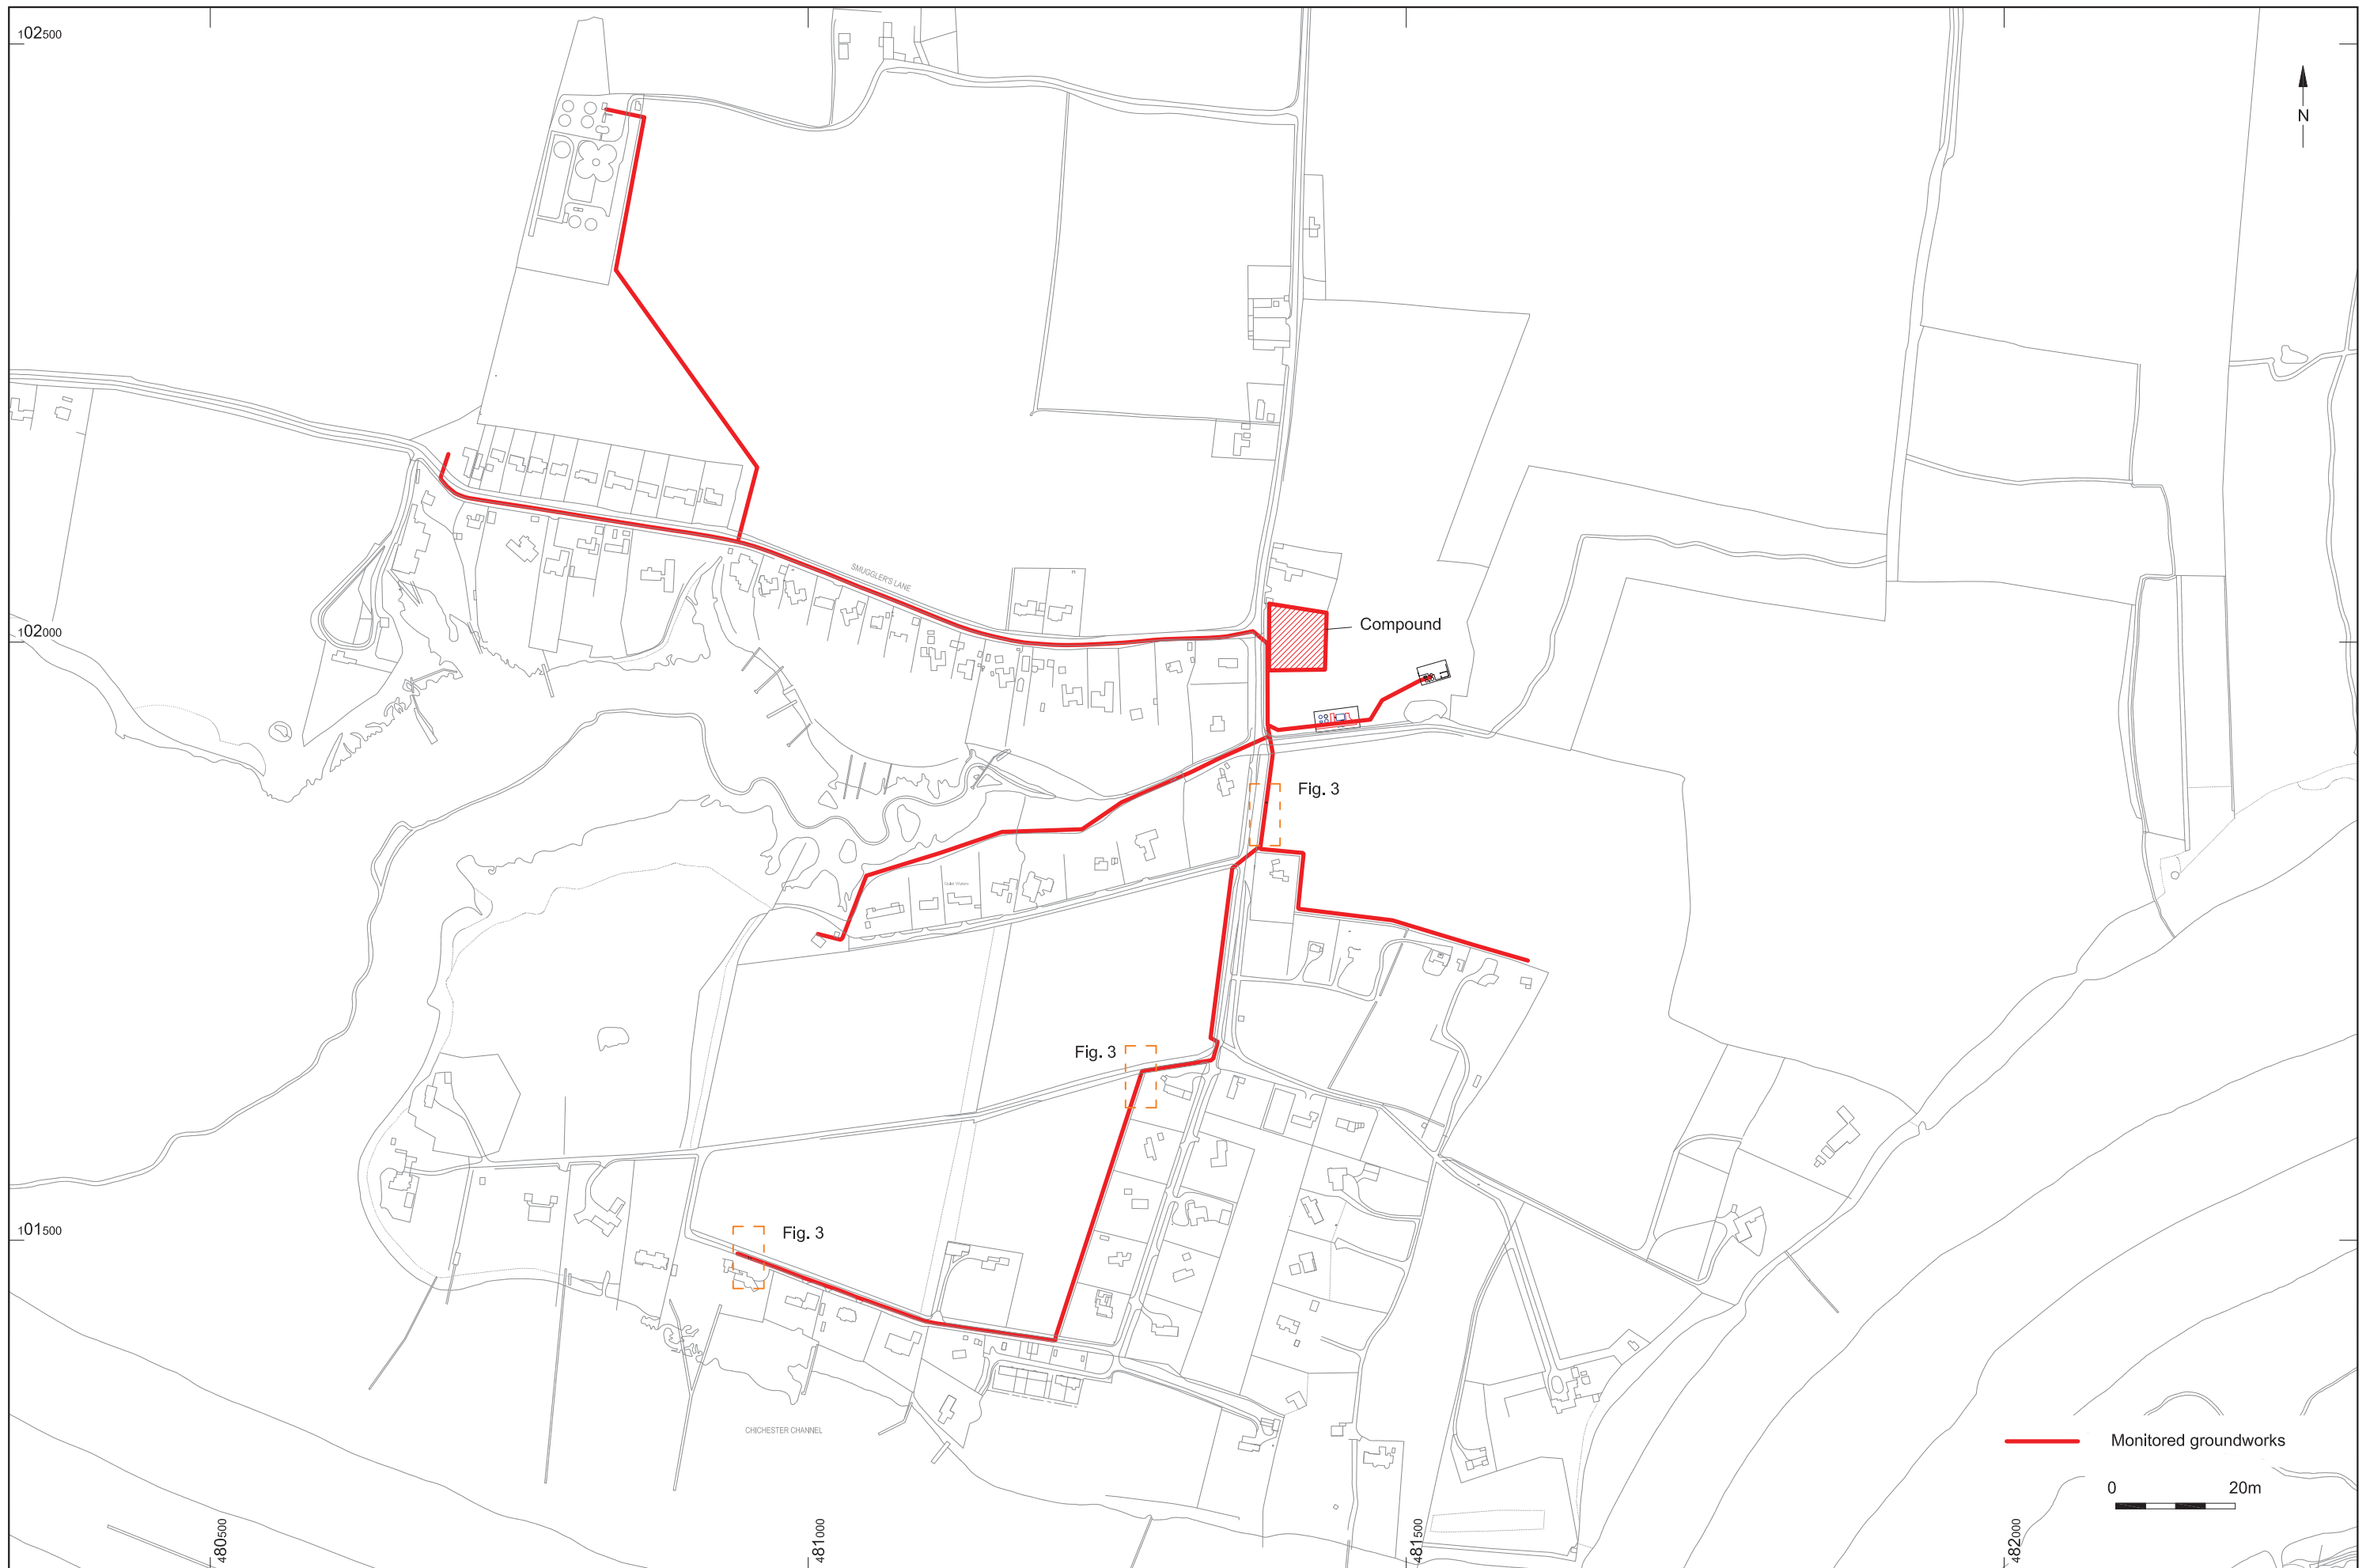 102500
N
SMUGGLER'S LANE
102000
Compound
Fig. 3
Fig. 3
101500
Fig. 3
CHICHESTER CHANNEL
Monitored groundworks
0 20m
480500
481000
481500
482000